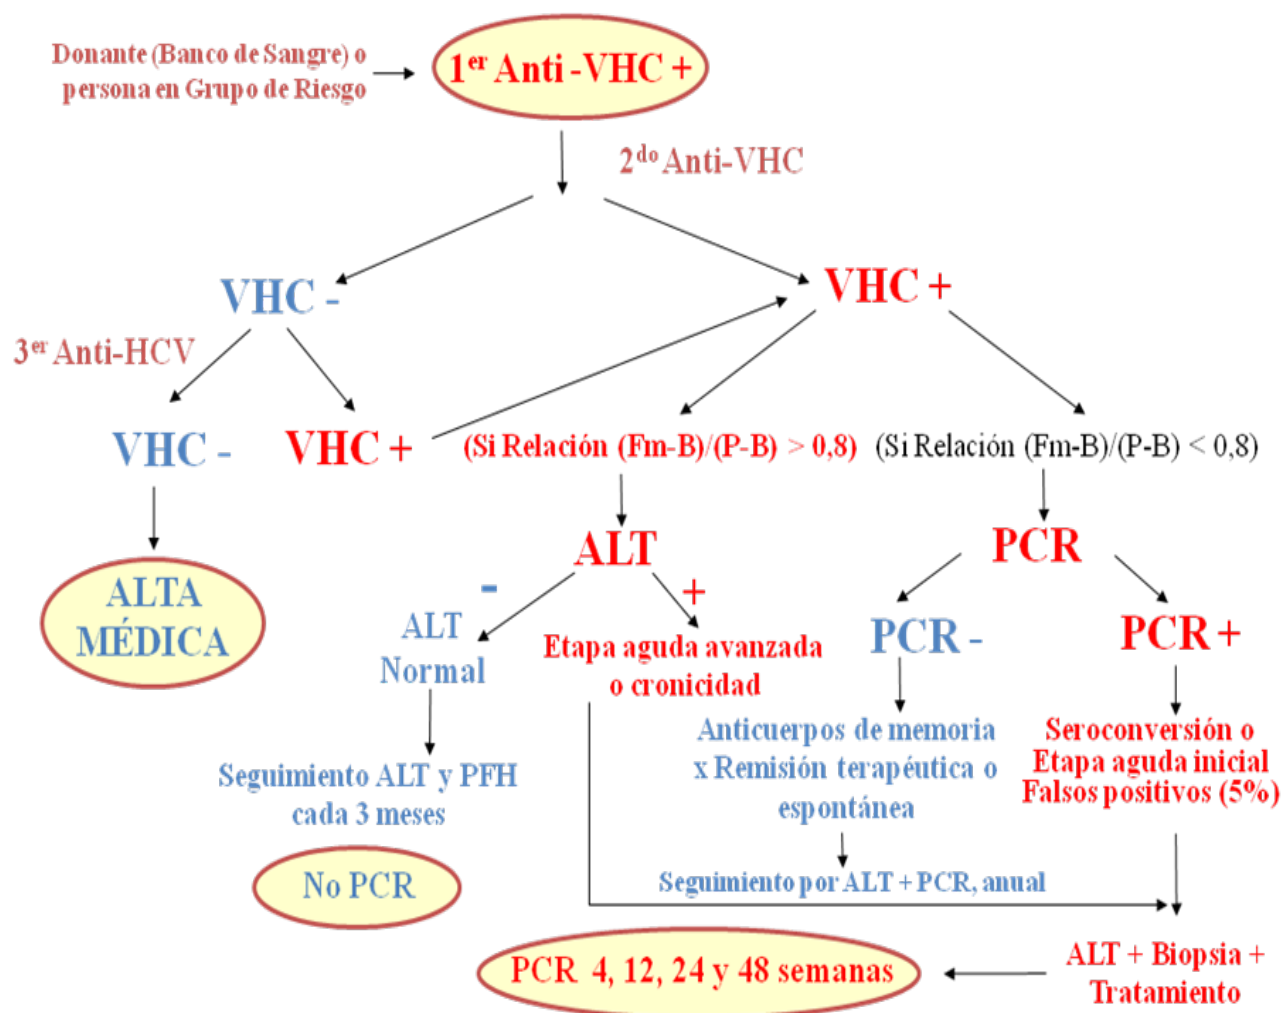 Donante (Banco de Sangre) o
persona en Grupo de Riesgo
1er Anti -VHC +
2do Anti-VHC
VHC -
VHC +
3er Anti-HCV
VHC -
VHC +
(Si Relación (Fm-B)/(P-B) > 0,8)
(Si Relación (Fm-B)/(P-B) < 0,8)
ALTA
MÉDICA
ALT
PCR
-
+
ALT
Normal
Etapa aguda avanzada
o cronicidad
PCR -
PCR +
Seguimiento ALT y PFH
cada 3 meses
Anticuerpos de memoria
x Remisión terapéutica o
espontánea
Seroconversión o
Etapa aguda inicial
Falsos positivos (5%)
No PCR
Seguimiento por ALT + PCR, anual
PCR 4, 12, 24 y 48 semanas
ALT + Biopsia +
Tratamiento